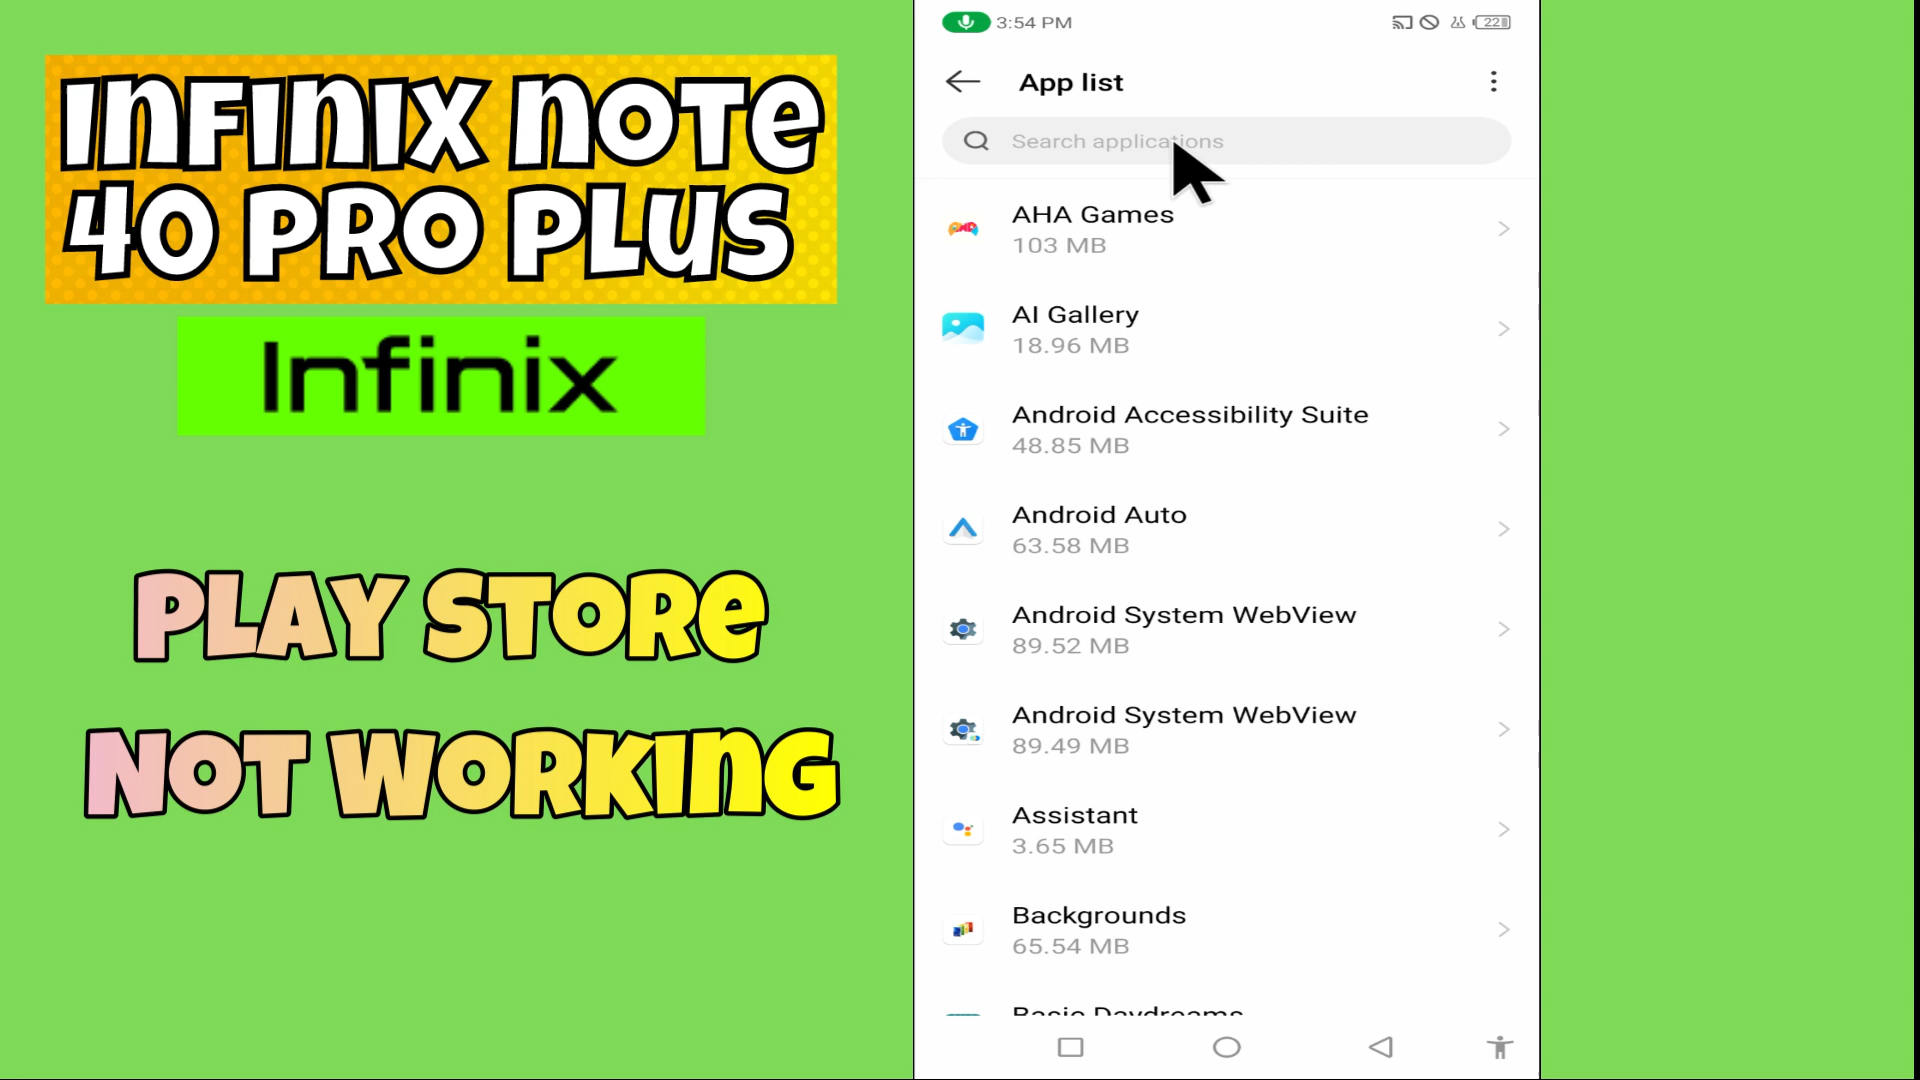 INFINIX NOTE
40 PRO PLUS
Infinix
PLAY STORE
NOT WORKING
3:54 PM
22
App list
Search applications
AHA Games
103 MB
AI Gallery
18.96 MB
Android Accessibility Suite
48.85 MB
Android Auto
63.58 MB
Android System WebView
89.52 MB
Android System WebView
89.49 MB
Assistant
3.65 MB
Backgrounds
65.54 MB
Basic Daydreams